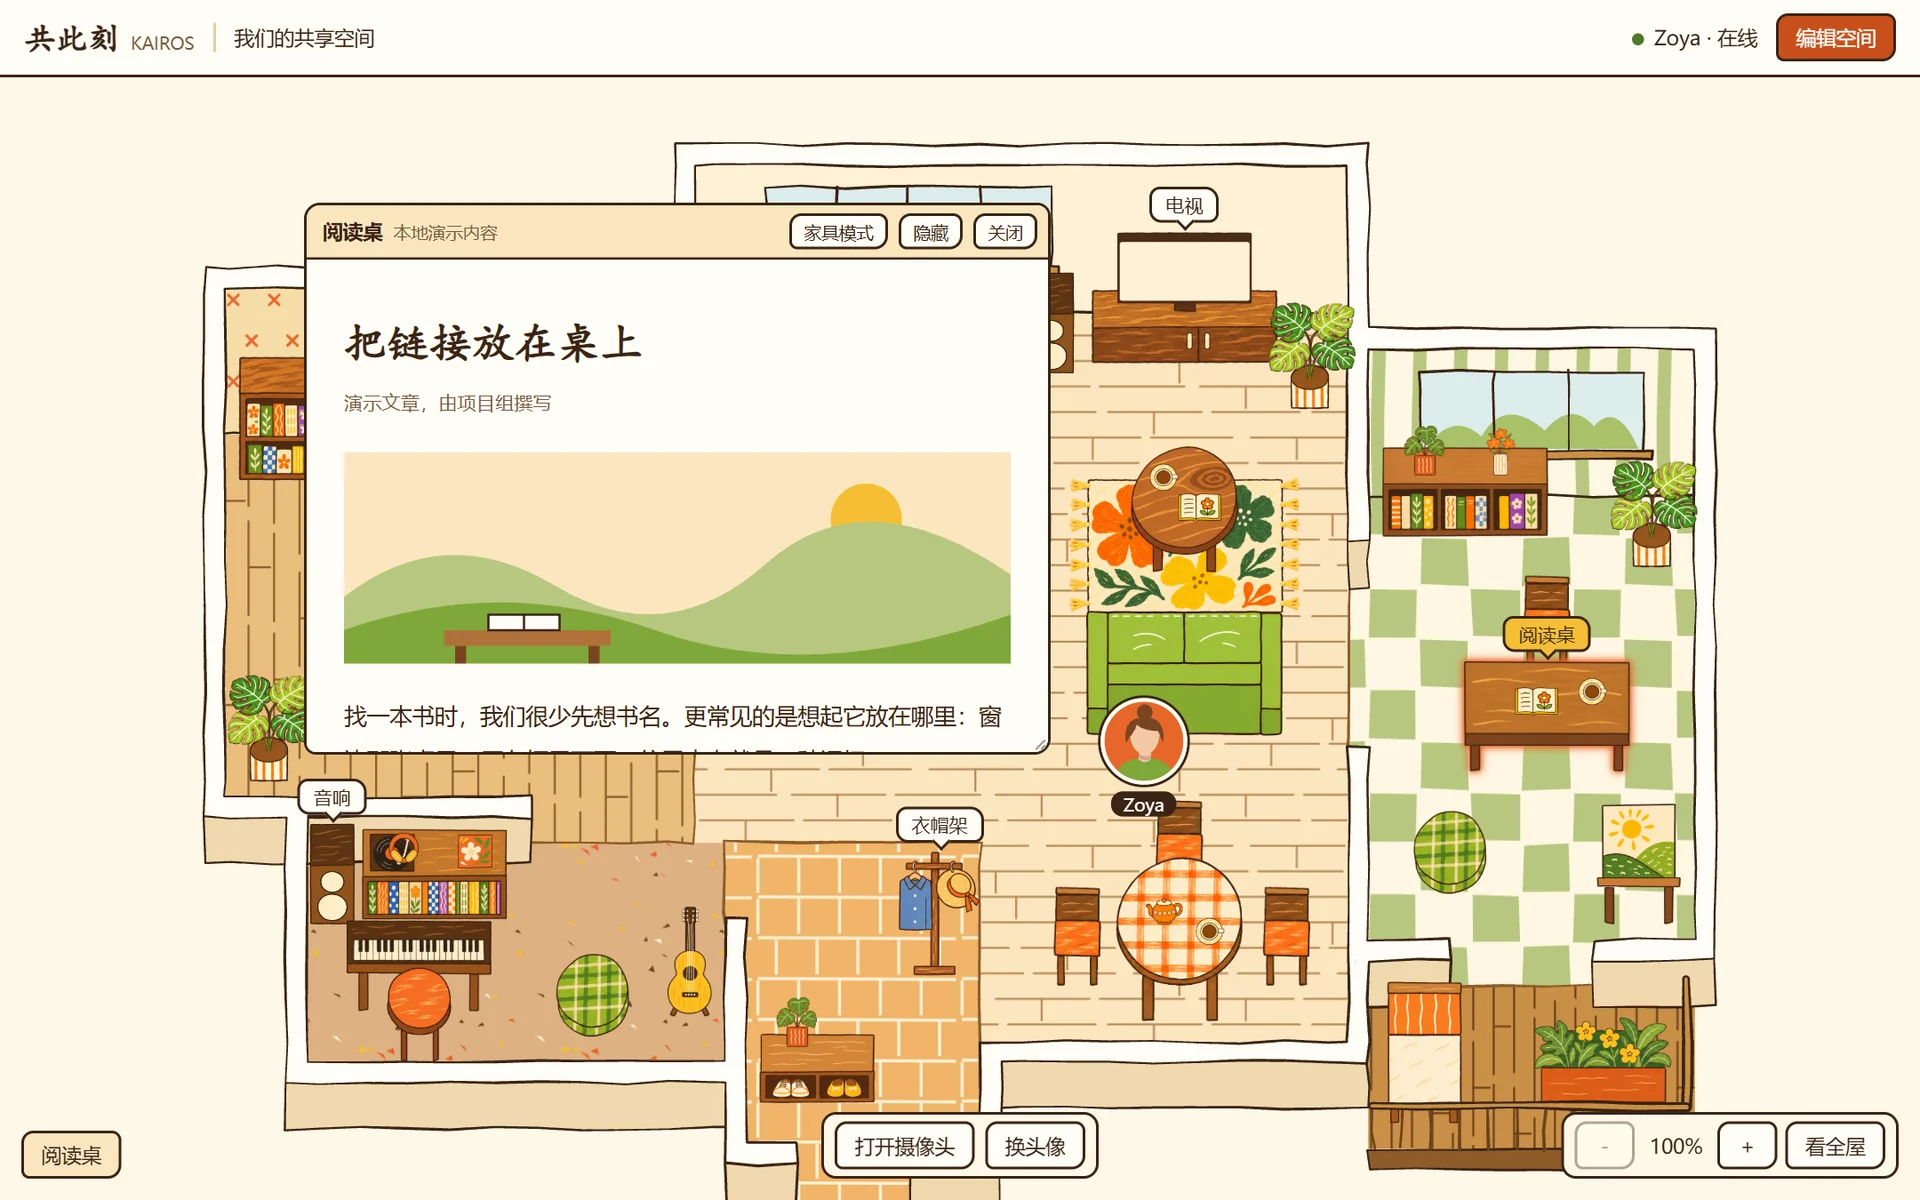 共此刻 KAIROS 我们的共享空间
Zoya · 在线 编辑空间
阅读桌 本地演示内容 家具模式 隐藏 关闭
把链接放在桌上
演示文章，由项目组撰写
找一本书时，我们很少先想书名。更常见的是想起它放在哪里：窗
电视
阅读桌
Zoya
音响
衣帽架
阅读桌
打开摄像头 换头像
- 100% + 看全屋